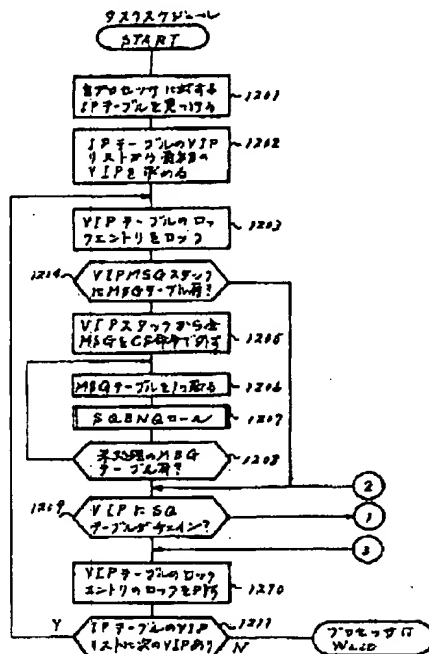 タスクスケジュール
START
自プロセッサに対する
IPテーブルを見つける
1201
IPテーブルのVIP
リストから最初の
VIPを求める
1202
VIPテーブルのロッ
クエントリをロック
1203
1204
VIPMSGスタック
にMSGテーブル有?
VIPスタックから全
MSGをCS命令で外す
1205
MSGテーブルを1つ取る
1206
SQENQコール
1207
未処理のMSG
テーブル有?
1208
2
1209
VIPにSQ
テーブルがチェイン?
1
3
VIPテーブルのロック
エントリのロックを
1210
Y
IPテーブルのVIP
リストに次のVIPあり
1211
N
プロセッサは